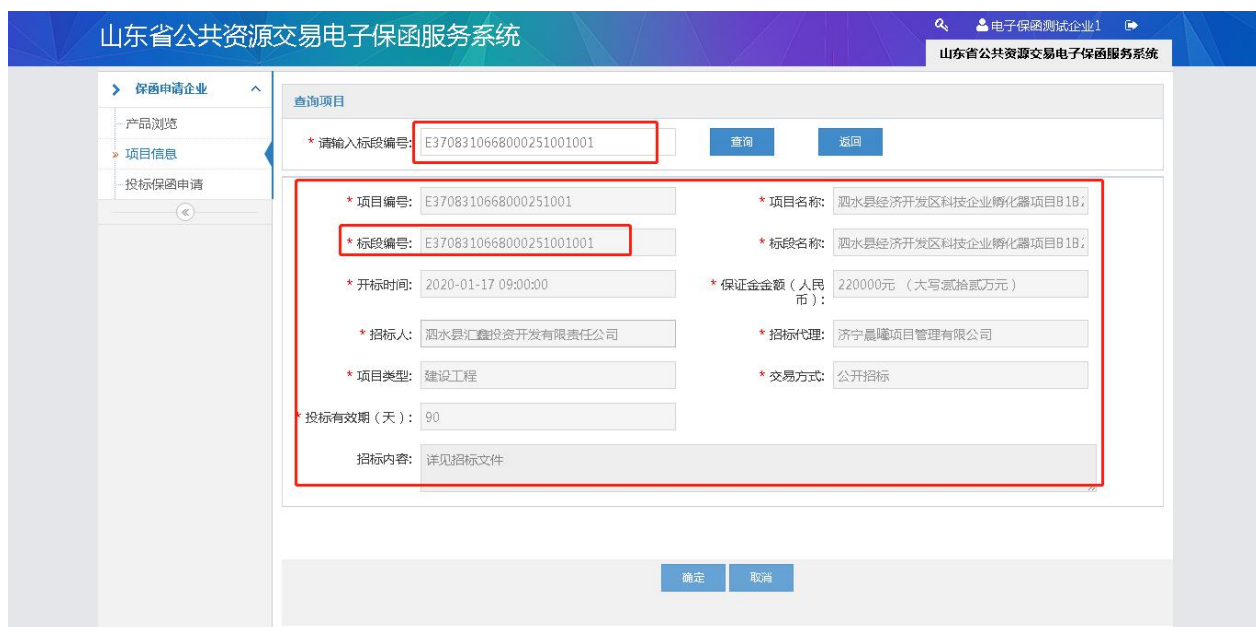 山东省公共资源交易电子保函服务系统
电子保函测试企业1
山东省公共资源交易电子保函服务系统
保函申请企业
产品浏览
» 项目信息
投标保函申请
查询项目
* 请输入标段编号: E3708310668000251001001 查询 返回
* 项目编号: E3708310668000251001 * 项目名称: 泗水县经济开发区科技企业孵化器项目B1B2
* 标段编号: E3708310668000251001001 * 标段名称: 泗水县经济开发区科技企业孵化器项目B1B2
* 开标时间: 2020-01-17 09:00:00 * 保证金金额（人民
币）: 220000元 （大写贰拾贰万元）
* 招标人: 泗水县汇鑫投资开发有限责任公司 * 招标代理: 济宁晨曦项目管理有限公司
* 项目类型: 建设工程 * 交易方式: 公开招标
* 投标有效期（天）: 90
招标内容: 详见招标文件
确定 取消